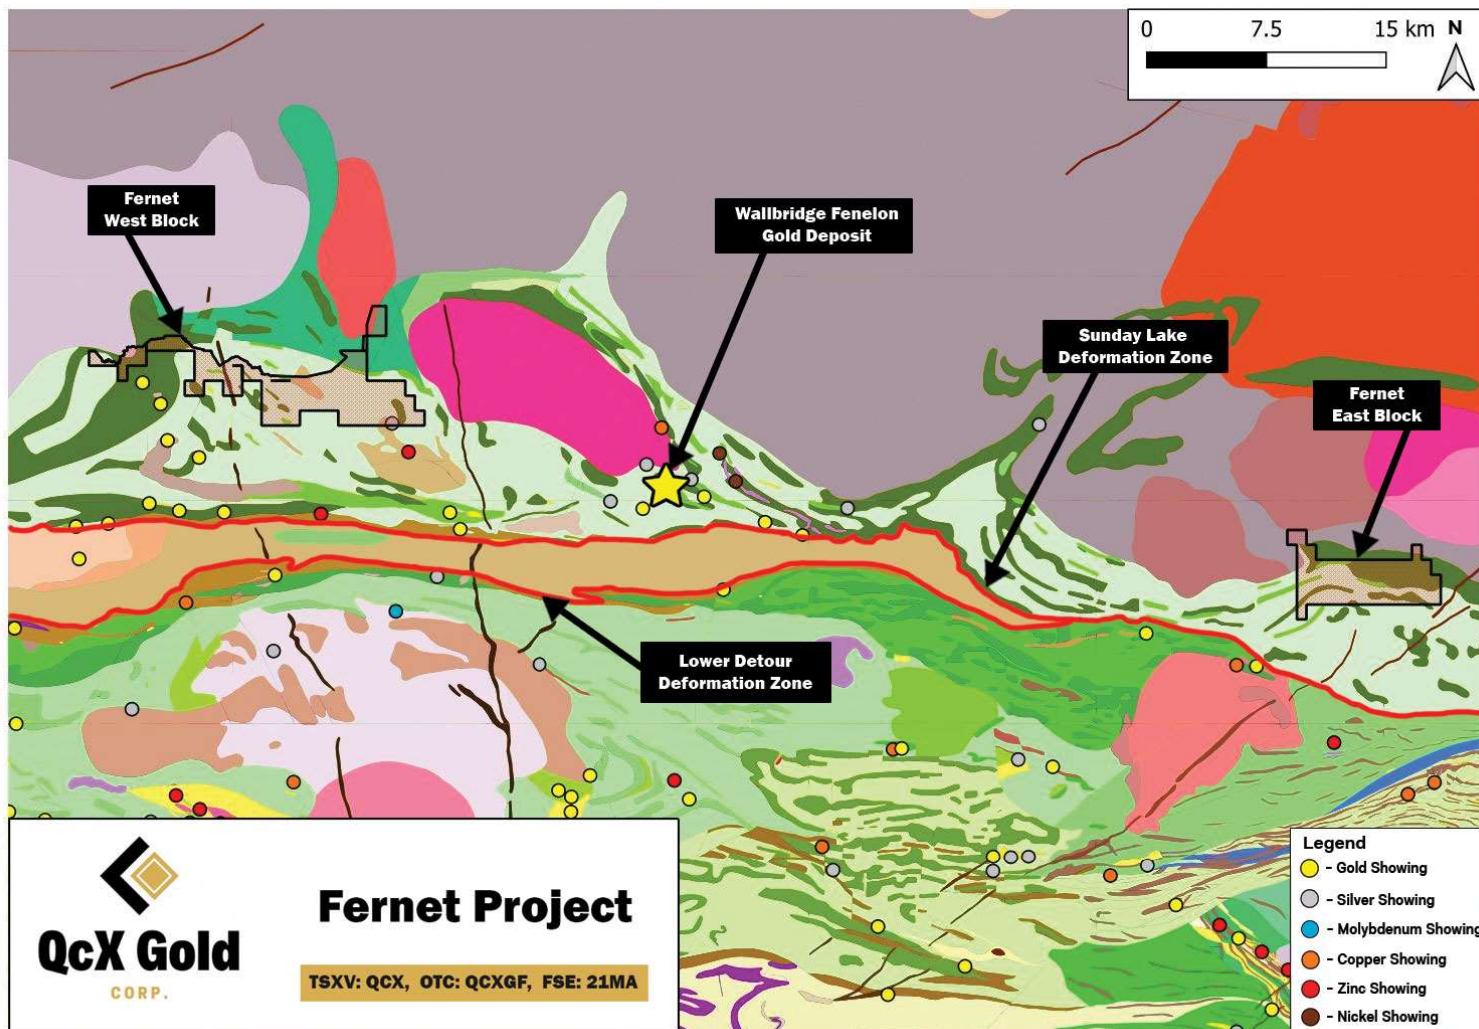 0 7.5 15 km N
Fernet
West Block
Wallbridge Fenelon
Gold Deposit
Sunday Lake
Deformation Zone
Fernet
East Block
Lower Detour
Deformation Zone
QcX Gold
CORP.
Fernet Project
TSXV: QCX, OTC: QCXGF, FSE: 21MA
Legend
- Gold Showing
- Silver Showing
- Molybdenum Showing
- Copper Showing
- Zinc Showing
- Nickel Showing